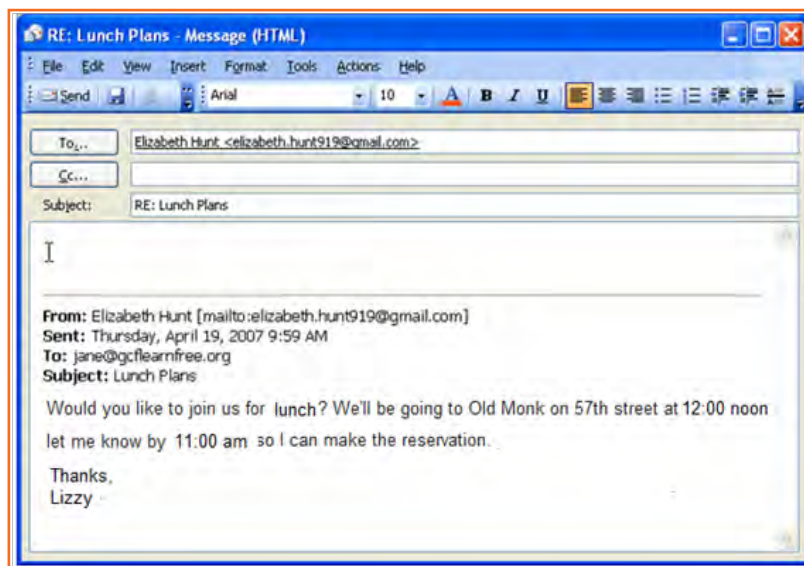 RE: Lunch Plans - Message (HTML)
File Edit View Insert Format Tools Actions Help
Send Arial 10 A B I U
To... Elizabeth Hunt <elizabeth.hunt919@gmail.com>
Cc...
Subject: RE: Lunch Plans
From: Elizabeth Hunt [mailto:elizabeth.hunt919@gmail.com]
Sent: Thursday, April 19, 2007 9:59 AM
To: jane@gcflearnfree.org
Subject: Lunch Plans
Would you like to join us for lunch? We'll be going to Old Monk on 57th street at 12:00 noon
let me know by 11:00 am so I can make the reservation.
Thanks,
Lizzy